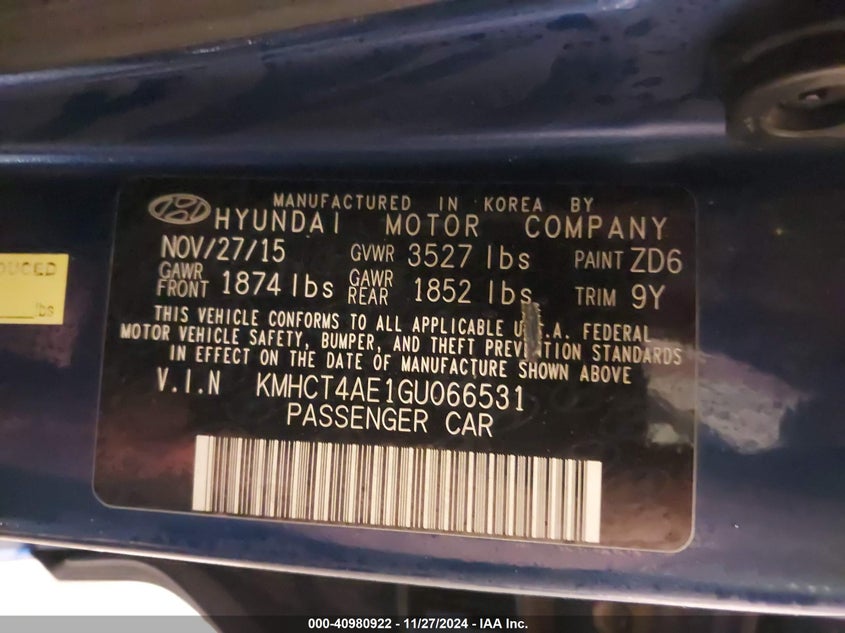 MANUFACTURED IN KOREA BY
HYUNDAI MOTOR COMPANY
NOV/27/15 GVWR 3527 lbs PAINT ZD6
GAWR FRONT 1874 lbs GAWR REAR 1852 lbs TRIM 9Y
THIS VEHICLE CONFORMS TO ALL APPLICABLE U.S.A. FEDERAL
MOTOR VEHICLE SAFETY, BUMPER, AND THEFT PREVENTION STANDARDS
IN EFFECT ON THE DATE OF MANUFACTURE SHOWN ABOVE
V.I.N KMHCT4AE1GU066531
PASSENGER CAR
lbs
000-40980922 - 11/27/2024 - IAA Inc.